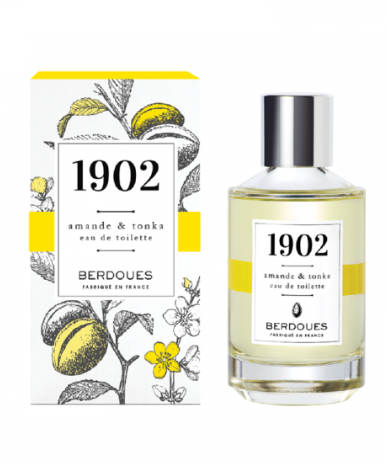 1902
amande & tonka
eau de toilette
BERDOUES
FABRIQUÉ EN FRANCE
1902
amande & tonka
eau de toilette
BERDOUES
FABRIQUÉ EN FRANCE